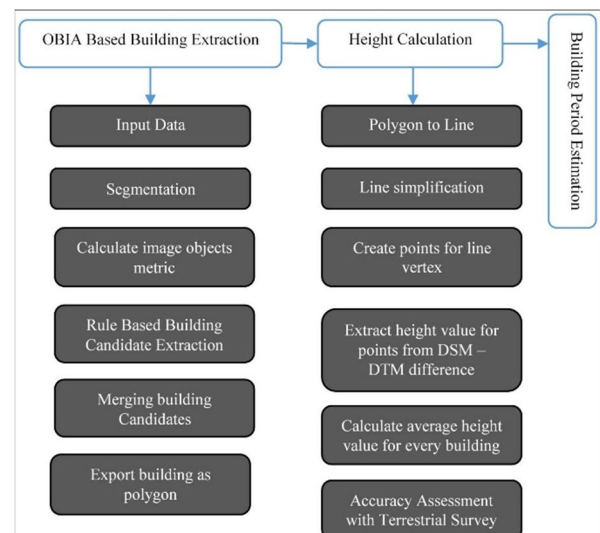 OBIA Based Building Extraction
Height Calculation
Building Period Estimation
Input Data
Segmentation
Calculate image objects
metric
Rule Based Building
Candidate Extraction
Merging building
Candidates
Export building as
polygon
Polygon to Line
Line simplification
Create points for line
vertex
Extract height value for
points from DSM –
DTM difference
Calculate average height
value for every building
Accuracy Assessment
with Terrestrial Survey